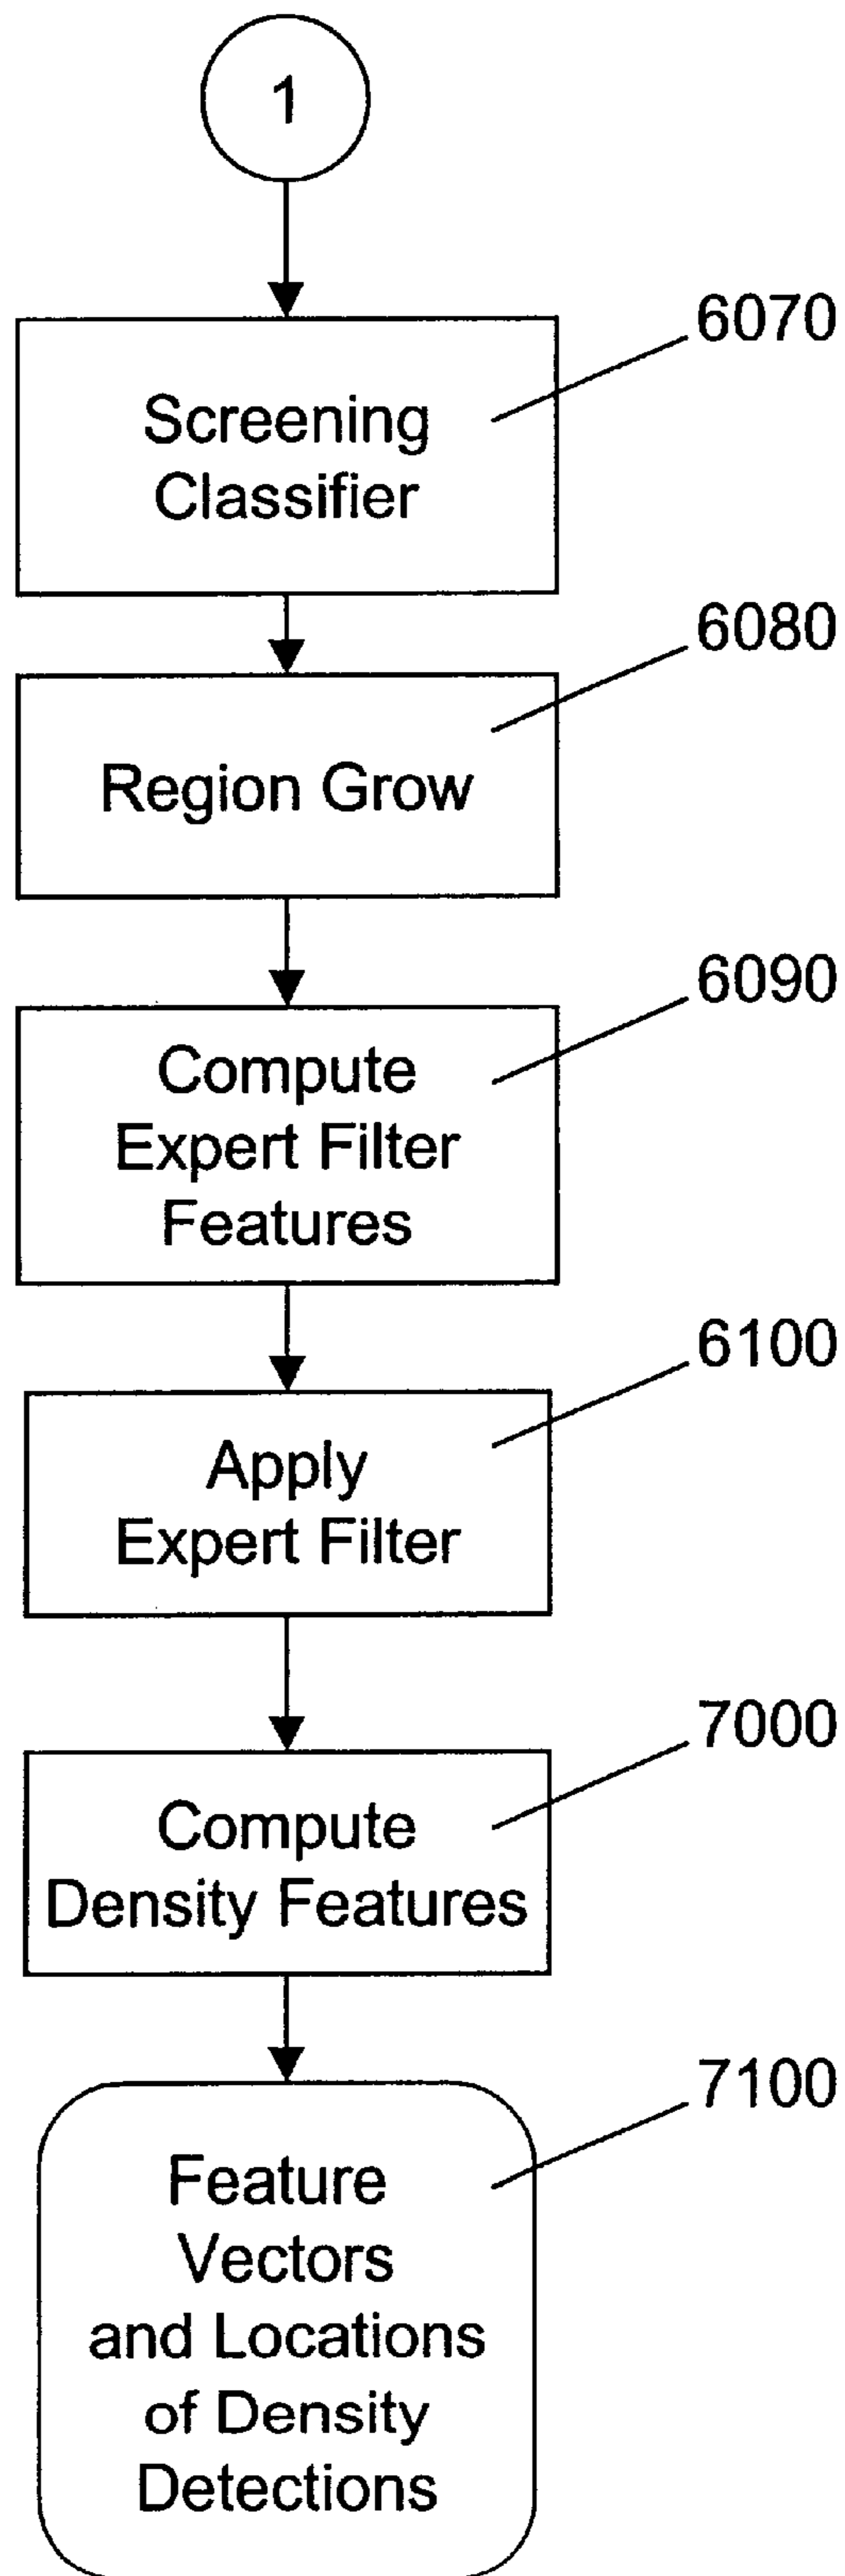 1
6070
Screening
Classifier
6080
Region Grow
6090
Compute
Expert Filter
Features
6100
Apply
Expert Filter
7000
Compute
Density Features
7100
Feature
Vectors
and Locations
of Density
Detections